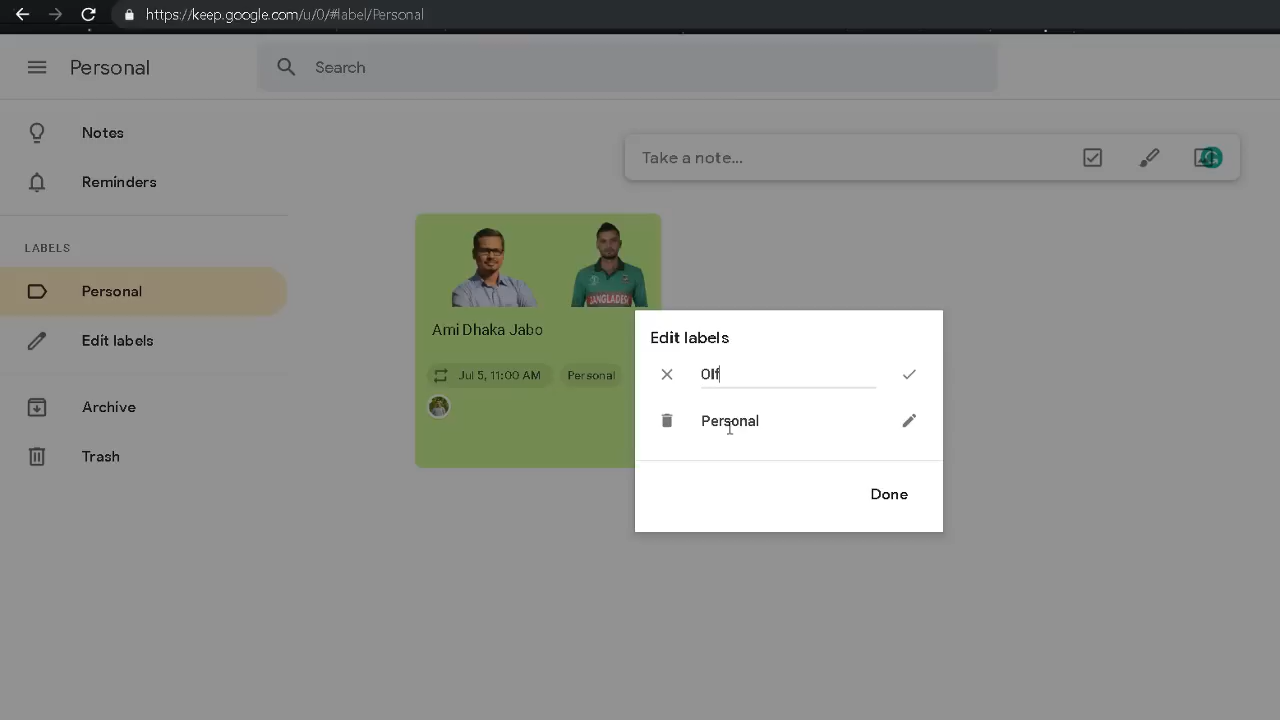 https://keep.google.com/u/0/#label/Personal
Personal
Search
Notes
Take a note...
Reminders
LABELS
Personal
Edit labels
Archive
Trash
BANGLADESH
Ami Dhaka Jabo
Jul 5, 11:00 AM
Personal
Edit labels
Olf
Personal
Done